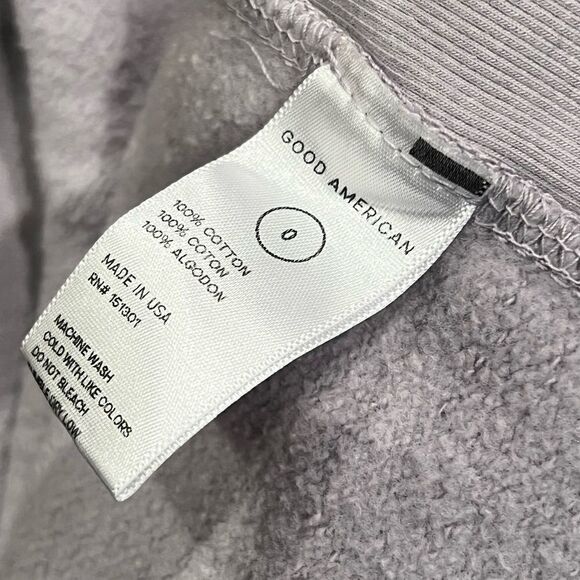 GOOD AMERICAN
0
100% COTTON
100% COTON
100% ALGODON
MADE IN USA
RN# 151301
MACHINE WASH
COLD WITH LIKE COLORS
DO NOT BLEACH
LOW